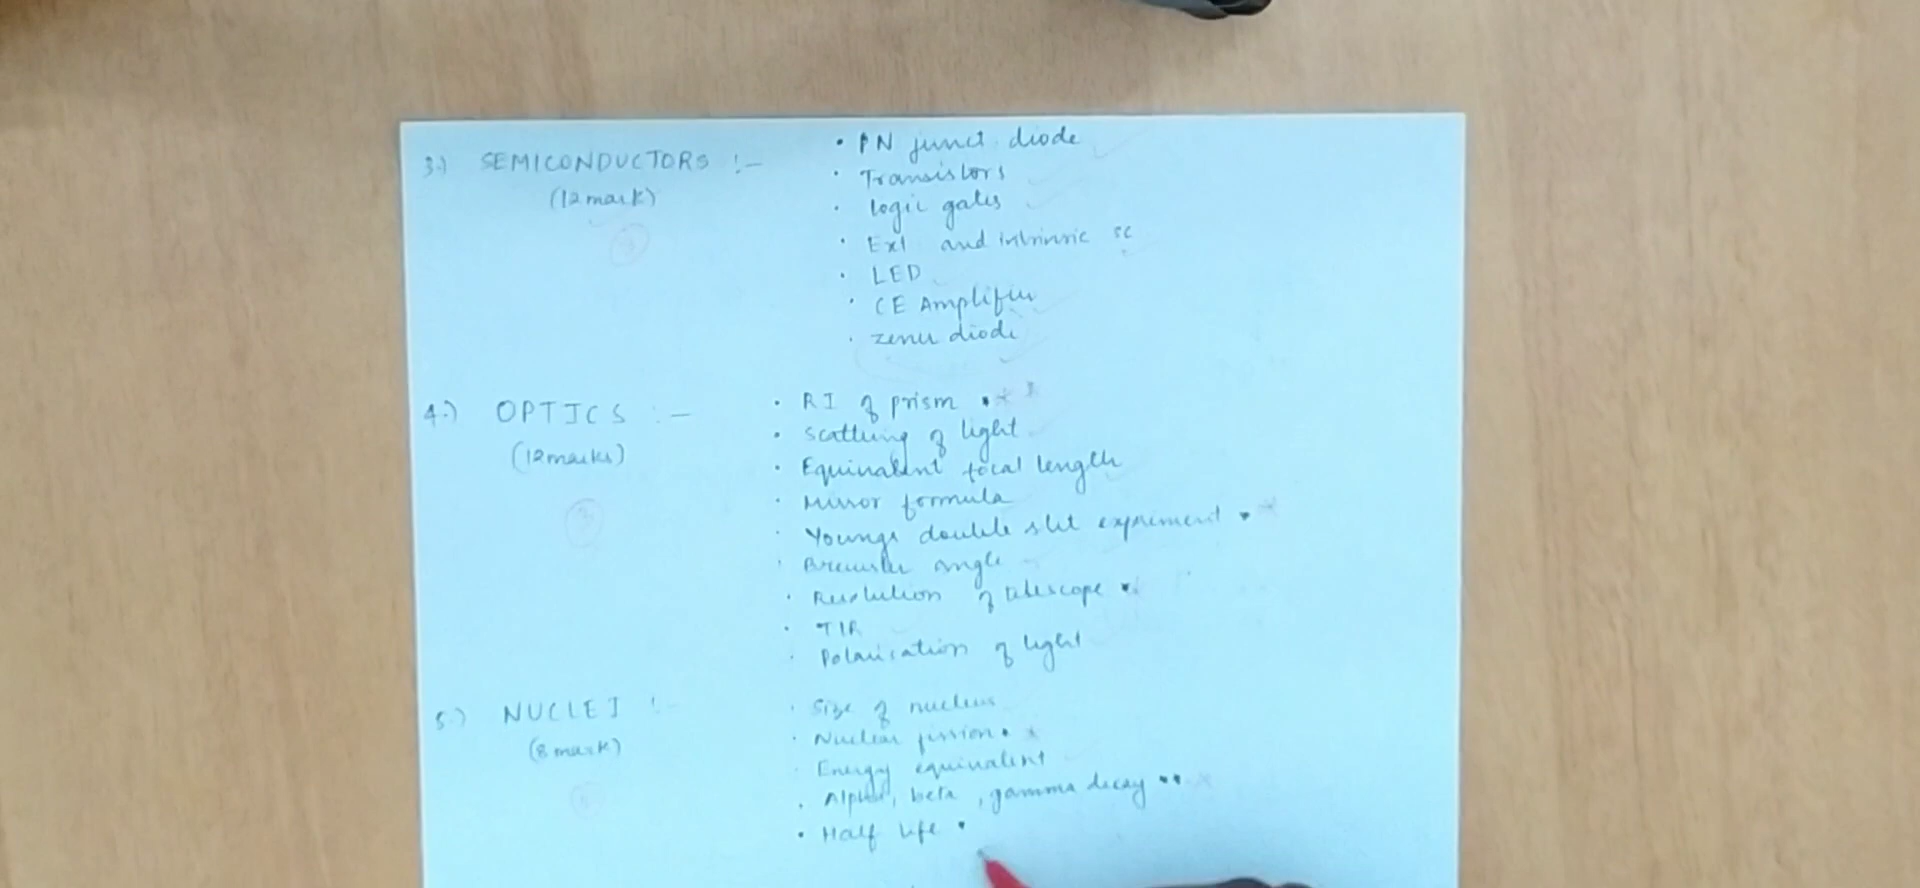 3.) SEMICONDUCTORS :-
(12 mark)
• PN junct. diode
• Transistors
• logic gates
• Ext and intrinsic sc
• LED
• CE Amplifier
• zener diode
4.) OPTICS :-
(12 marks)
• RI of prism
• Scattering of light
• Equivalent focal length
• Mirror formula
• Youngs double slit expriment
• Brewster angle
• Resolution of telescope
• TIR
• Polarisation of light
5.) NUCLEI :-
(8 mark)
• Size of nucleus
• Nuclear fission
• Energy equivalent
• Alpha, beta, gamma decay
• Half life